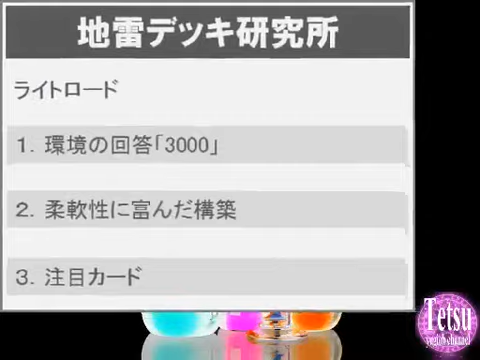 地雷デッキ研究所
ライトロード
1. 環境の回答｢3000｣
2. 柔軟性に富んだ構築
3. 注目カード
Tetsu